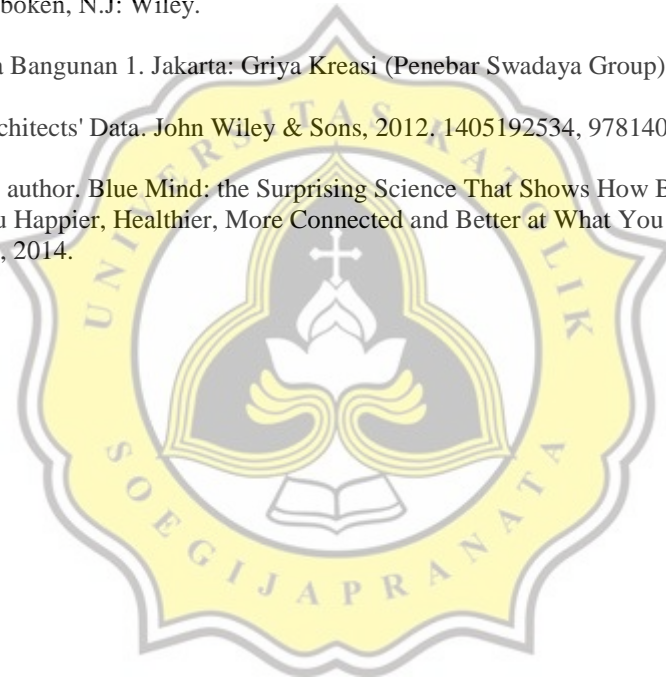 boken, N.J: Wiley.
a Bangunan 1. Jakarta: Griya Kreasi (Penebar Swadaya Group)
chitects' Data. John Wiley & Sons, 2012. 1405192534, 978140
author. Blue Mind: the Surprising Science That Shows How B
u Happier, Healthier, More Connected and Better at What You
, 2014.
UNIVERSITAS KATOLIK
SOEGIJAPRANATA